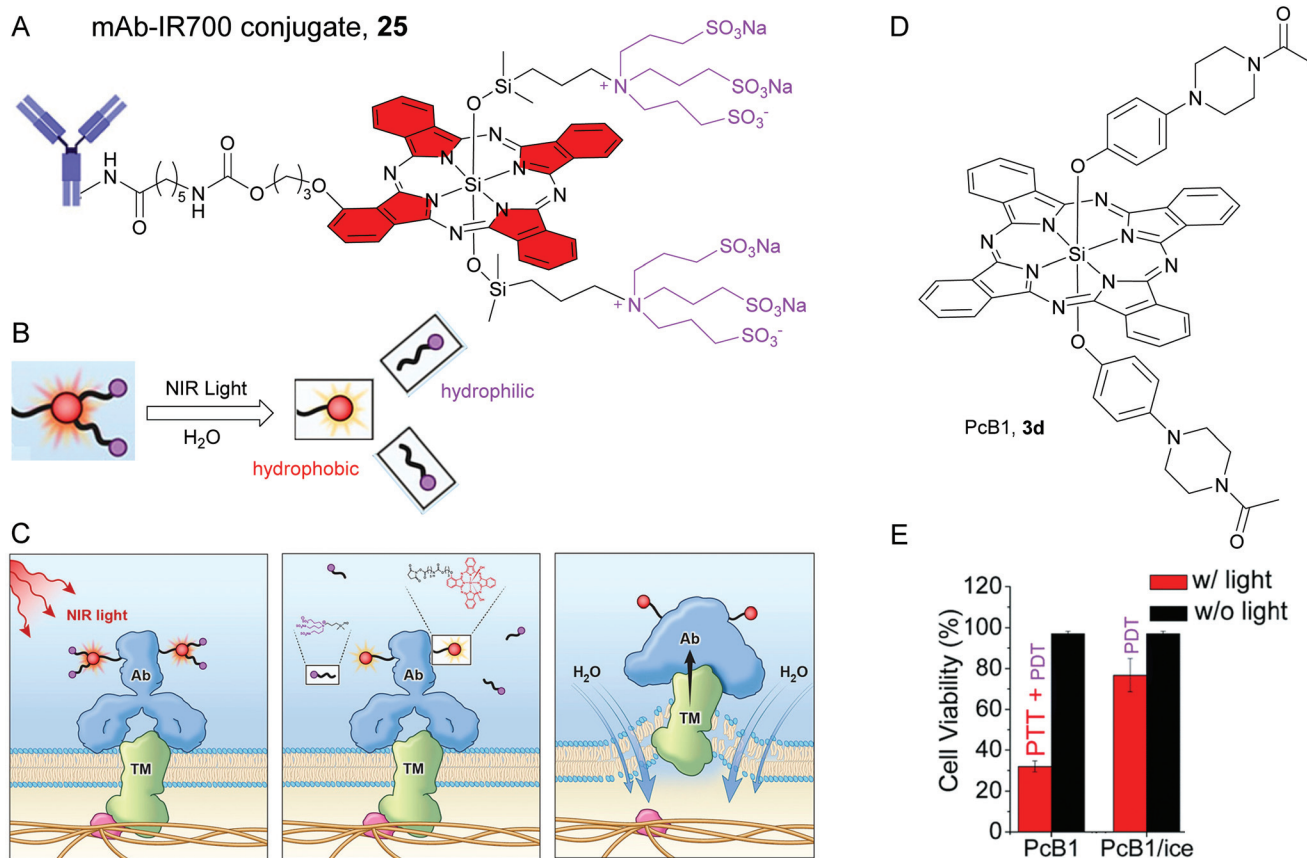 A
mAb-IR700 conjugate, 25
SO3Na
SO3Na
SO3-
N
+
Si
O
H
N
O
( )5
N
H
O
O
( )3
O
N
N
N
N
Si
N
N
N
N
O
Si
N
+
SO3Na
SO3Na
SO3-
B
NIR Light
H2O
hydrophilic
hydrophobic
C
NIR light
Ab
TM
Ab
TM
H2O
Ab
H2O
TM
D
O
N
N
O
N
N
N
N
Si
N
N
N
N
O
N
N
O
PcB1, 3d
E
w/ light
w/o light
Cell Viability (%)
120
100
80
60
40
20
0
PTT + PDT
PDT
PcB1
PcB1/ice